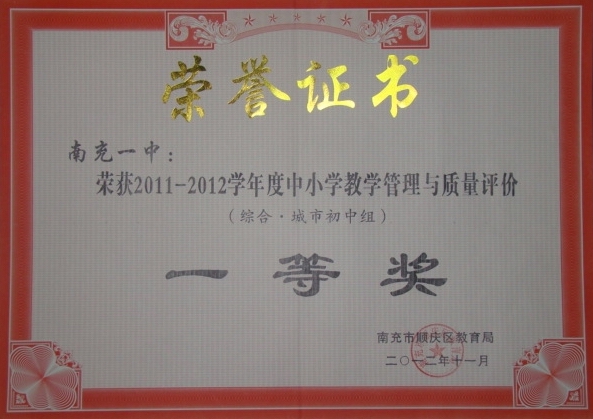 荣誉证书
南充一中：
荣获2011-2012学年度中小学教学管理与质量评价
（综合·城市初中组）
一等奖
南充市顺庆区教育局
二〇一二年十一月